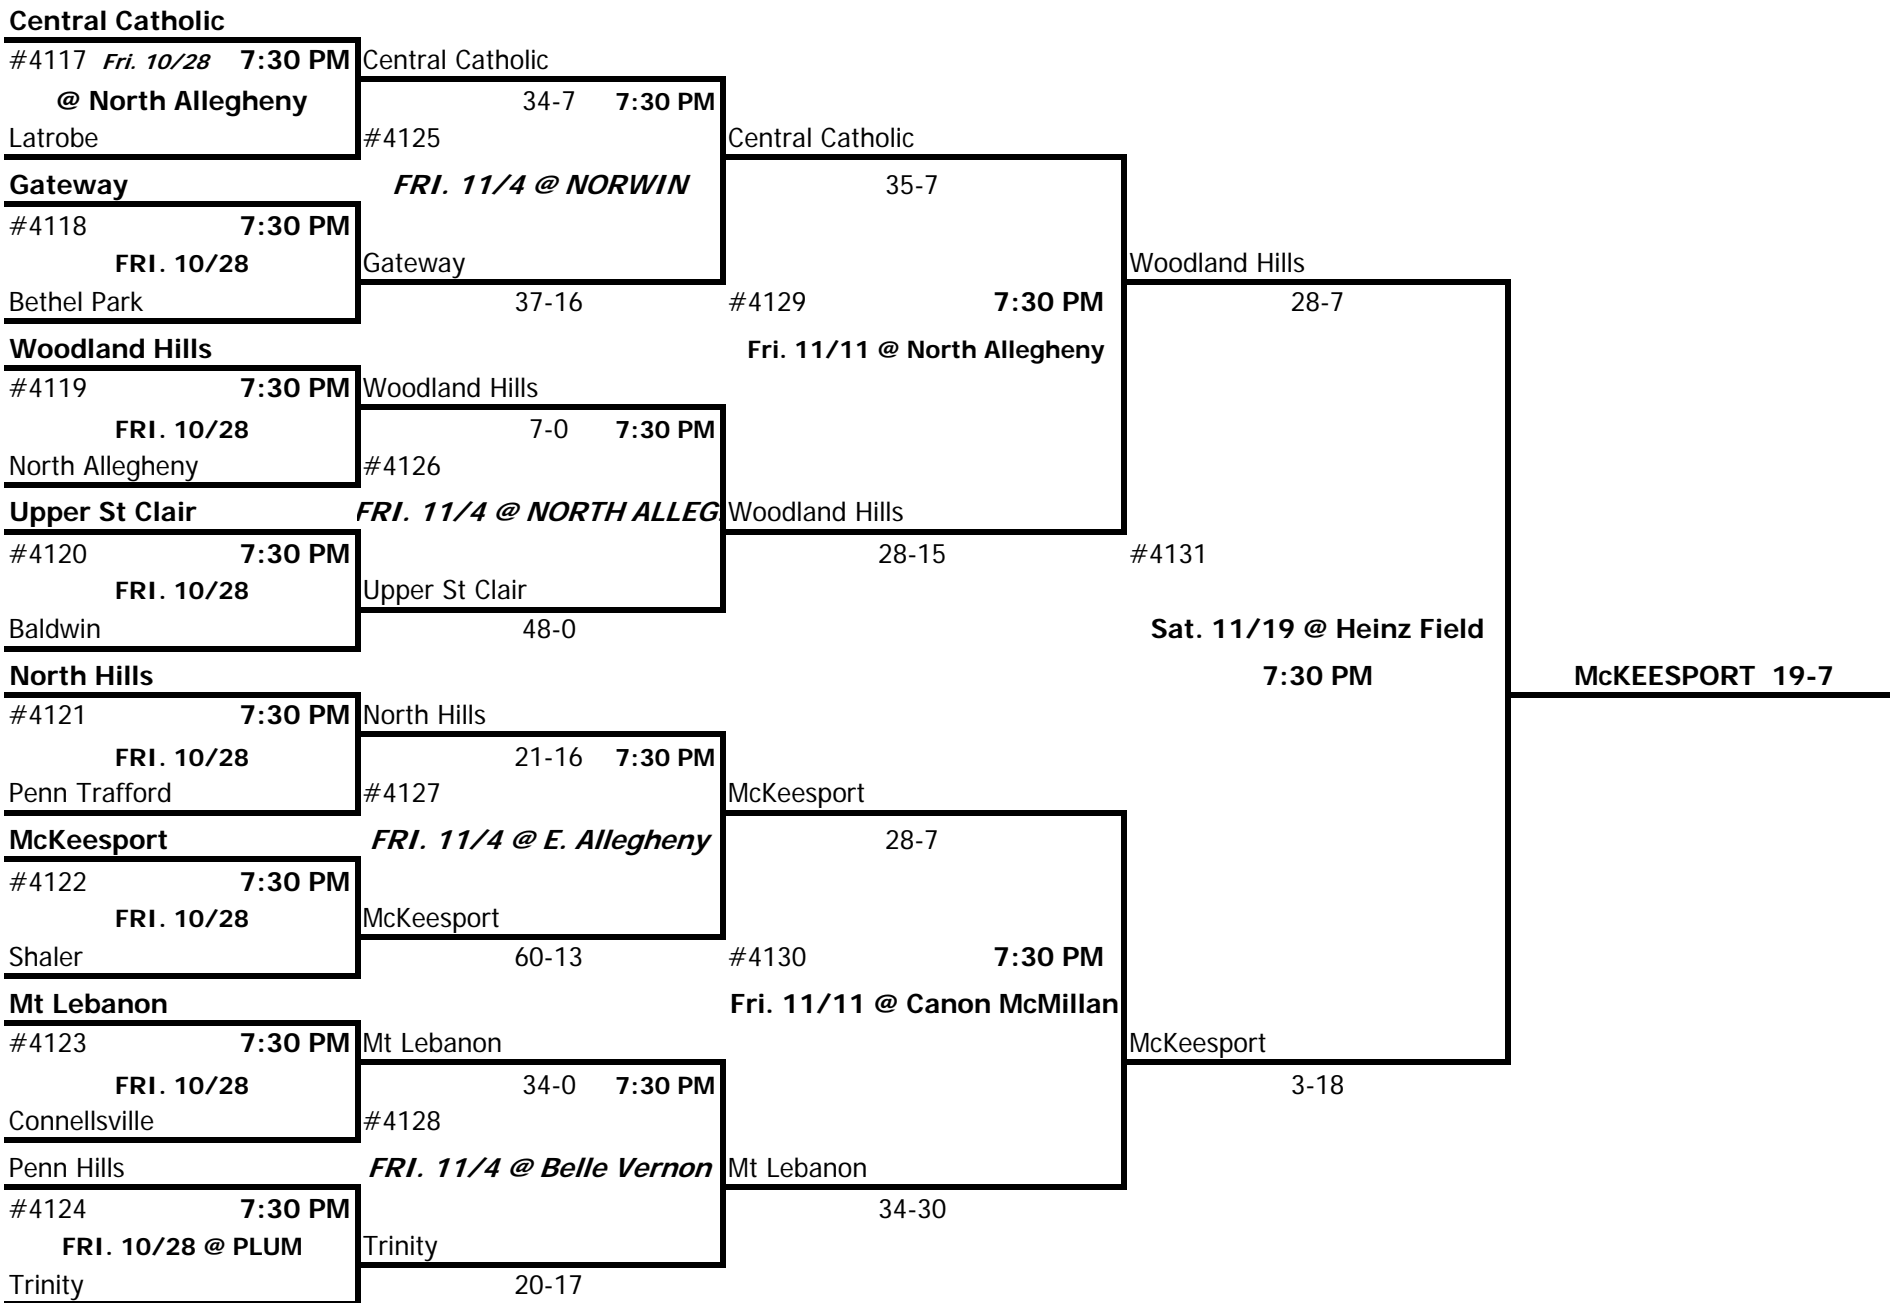 Central Catholic
#4117 Fri. 10/28 7:30 PM Central Catholic
@ North Allegheny 34-7 7:30 PM
Latrobe #4125 Central Catholic
Gateway FRI. 11/4 @ NORWIN 35-7
#4118 7:30 PM
FRI. 10/28 Gateway Woodland Hills
Bethel Park 37-16 #4129 7:30 PM 28-7
Woodland Hills Fri. 11/11 @ North Allegheny
#4119 7:30 PM Woodland Hills
FRI. 10/28 7-0 7:30 PM
North Allegheny #4126
Upper St Clair FRI. 11/4 @ NORTH ALLEG. Woodland Hills
#4120 7:30 PM 28-15 #4131
FRI. 10/28 Upper St Clair
Baldwin 48-0 Sat. 11/19 @ Heinz Field
North Hills 7:30 PM McKEESPORT 19-7
#4121 7:30 PM North Hills
FRI. 10/28 21-16 7:30 PM
Penn Trafford #4127 McKeesport
McKeesport FRI. 11/4 @ E. Allegheny 28-7
#4122 7:30 PM
FRI. 10/28 McKeesport
Shaler 60-13 #4130 7:30 PM
Mt Lebanon Fri. 11/11 @ Canon McMillan
#4123 7:30 PM Mt Lebanon McKeesport
FRI. 10/28 34-0 7:30 PM 3-18
Connellsville #4128
Penn Hills FRI. 11/4 @ Belle Vernon Mt Lebanon
#4124 7:30 PM 34-30
FRI. 10/28 @ PLUM Trinity
Trinity 20-17